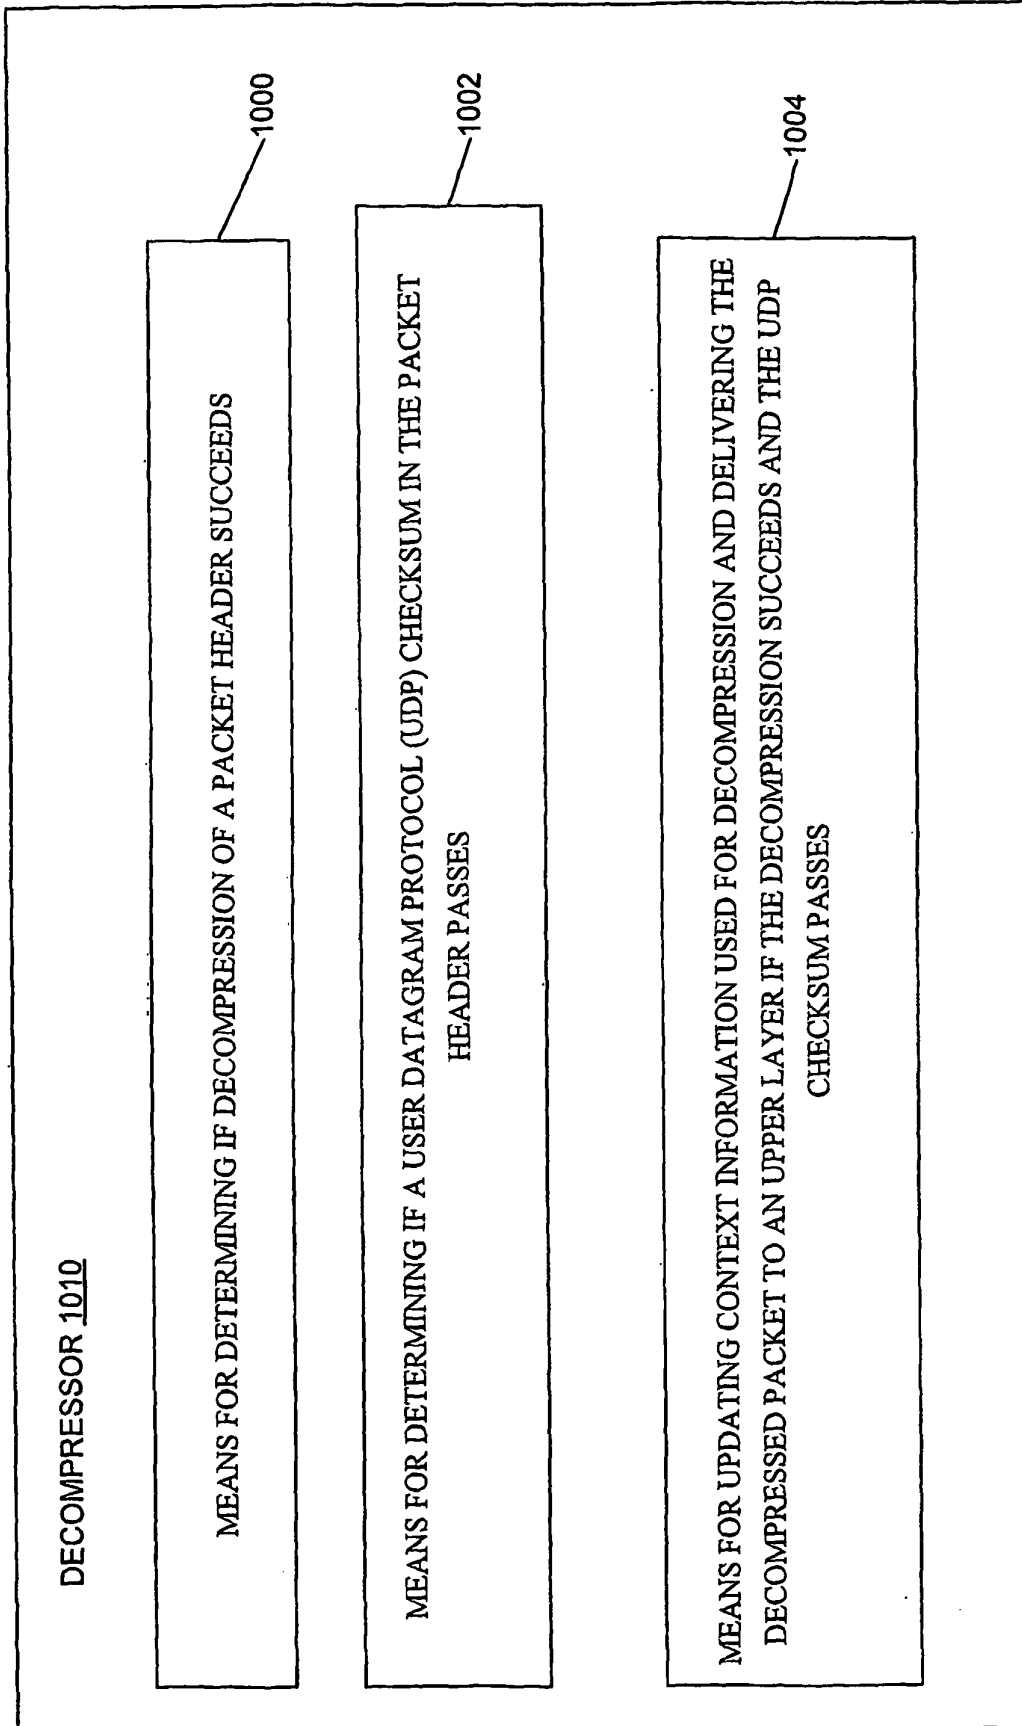 DECOMPRESSOR 1010
MEANS FOR DETERMINING IF DECOMPRESSION OF A PACKET HEADER SUCCEEDS
1000
MEANS FOR DETERMINING IF A USER DATAGRAM PROTOCOL (UDP) CHECKSUM IN THE PACKET
HEADER PASSES
1002
MEANS FOR UPDATING CONTEXT INFORMATION USED FOR DECOMPRESSION AND DELIVERING THE
DECOMPRESSED PACKET TO AN UPPER LAYER IF THE DECOMPRESSION SUCCEEDS AND THE UDP
CHECKSUM PASSES
1004